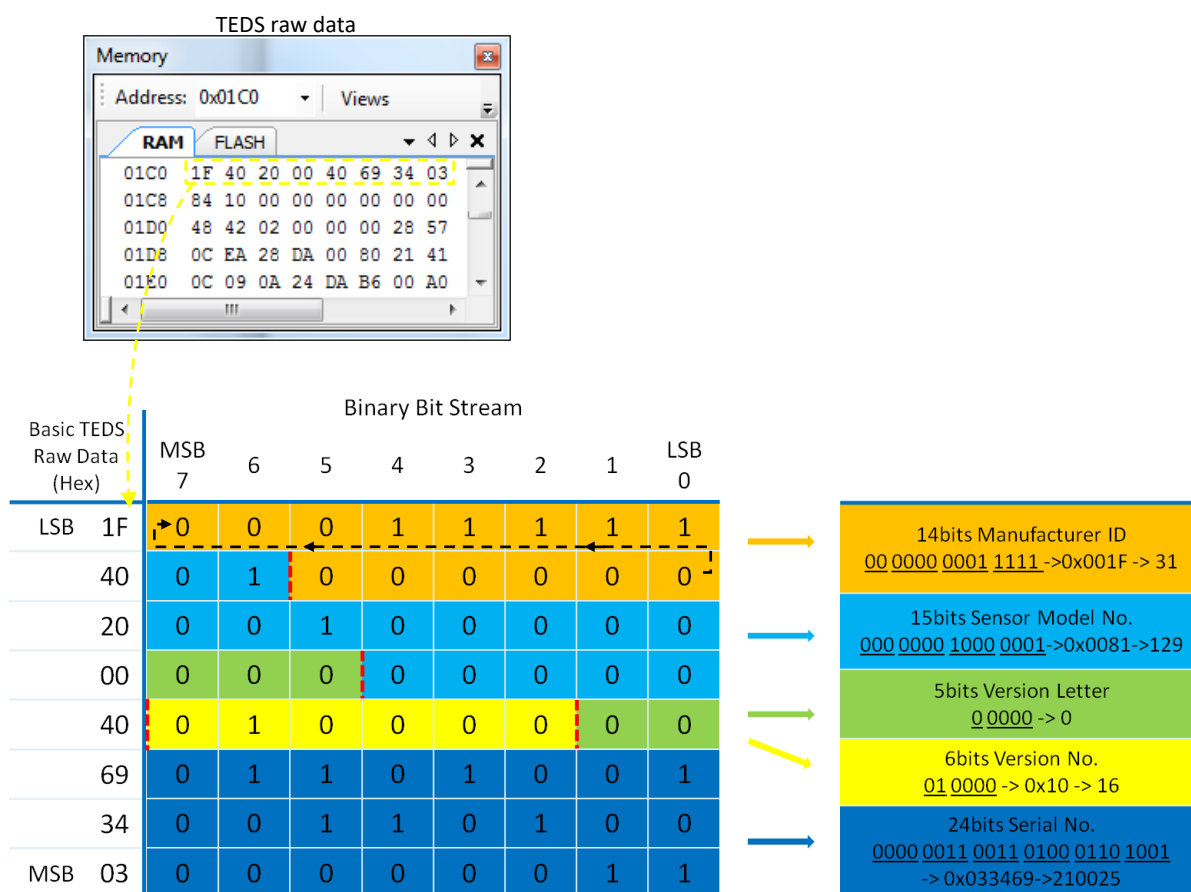 TEDS raw data
Memory
Address: 0x01C0 Views
RAM FLASH
01C0 1F 40 20 00 40 69 34 03
01C8 84 10 00 00 00 00 00 00
01D0 48 42 02 00 00 00 28 57
01D8 0C EA 28 DA 00 80 21 41
01E0 0C 09 0A 24 DA B6 00 A0
Binary Bit Stream
Basic TEDS
Raw Data
(Hex)
MSB
7 6 5 4 3 2 1 LSB
0
LSB 1F 0 0 0 1 1 1 1 1
40 0 1 0 0 0 0 0 0
20 0 0 1 0 0 0 0 0
00 0 0 0 0 0 0 0 0
40 0 1 0 0 0 0 0 0
69 0 1 1 0 1 0 0 1
34 0 0 1 1 0 1 0 0
MSB 03 0 0 0 0 0 0 1 1
14bits Manufacturer ID
00 0000 0001 1111 ->0x001F -> 31
15bits Sensor Model No.
000 0000 1000 0001->0x0081->129
5bits Version Letter
0 0000 -> 0
6bits Version No.
01 0000 -> 0x10 -> 16
24bits Serial No.
0000 0011 0011 0100 0110 1001
-> 0x033469->210025